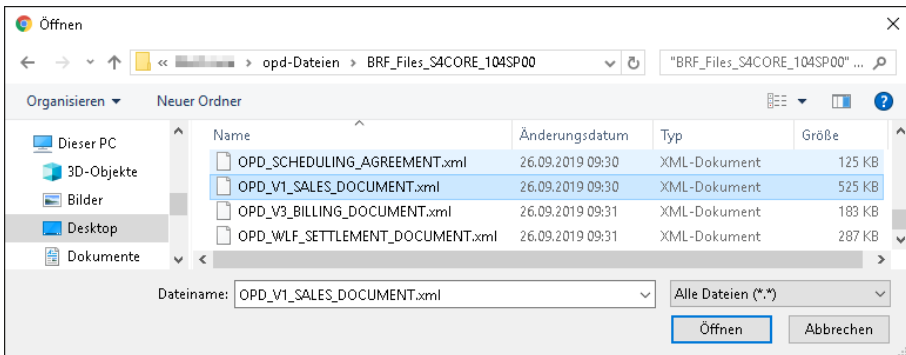 Öffnen
« opd-Dateien > BRF_Files_S4CORE_104SP00
"BRF_Files_S4CORE_104SP00" ...
Organisieren Neuer Ordner
Name Änderungsdatum Typ Größe
Dieser PC
3D-Objekte
Bilder
Desktop
Dokumente
OPD_SCHEDULING_AGREEMENT.xml 26.09.2019 09:30 XML-Dokument 125 KB
OPD_V1_SALES_DOCUMENT.xml 26.09.2019 09:30 XML-Dokument 525 KB
OPD_V3_BILLING_DOCUMENT.xml 26.09.2019 09:31 XML-Dokument 183 KB
OPD_WLF_SETTLEMENT_DOCUMENT.xml 26.09.2019 09:31 XML-Dokument 287 KB
Dateiname: OPD_V1_SALES_DOCUMENT.xml Alle Dateien (*.*)
Öffnen Abbrechen